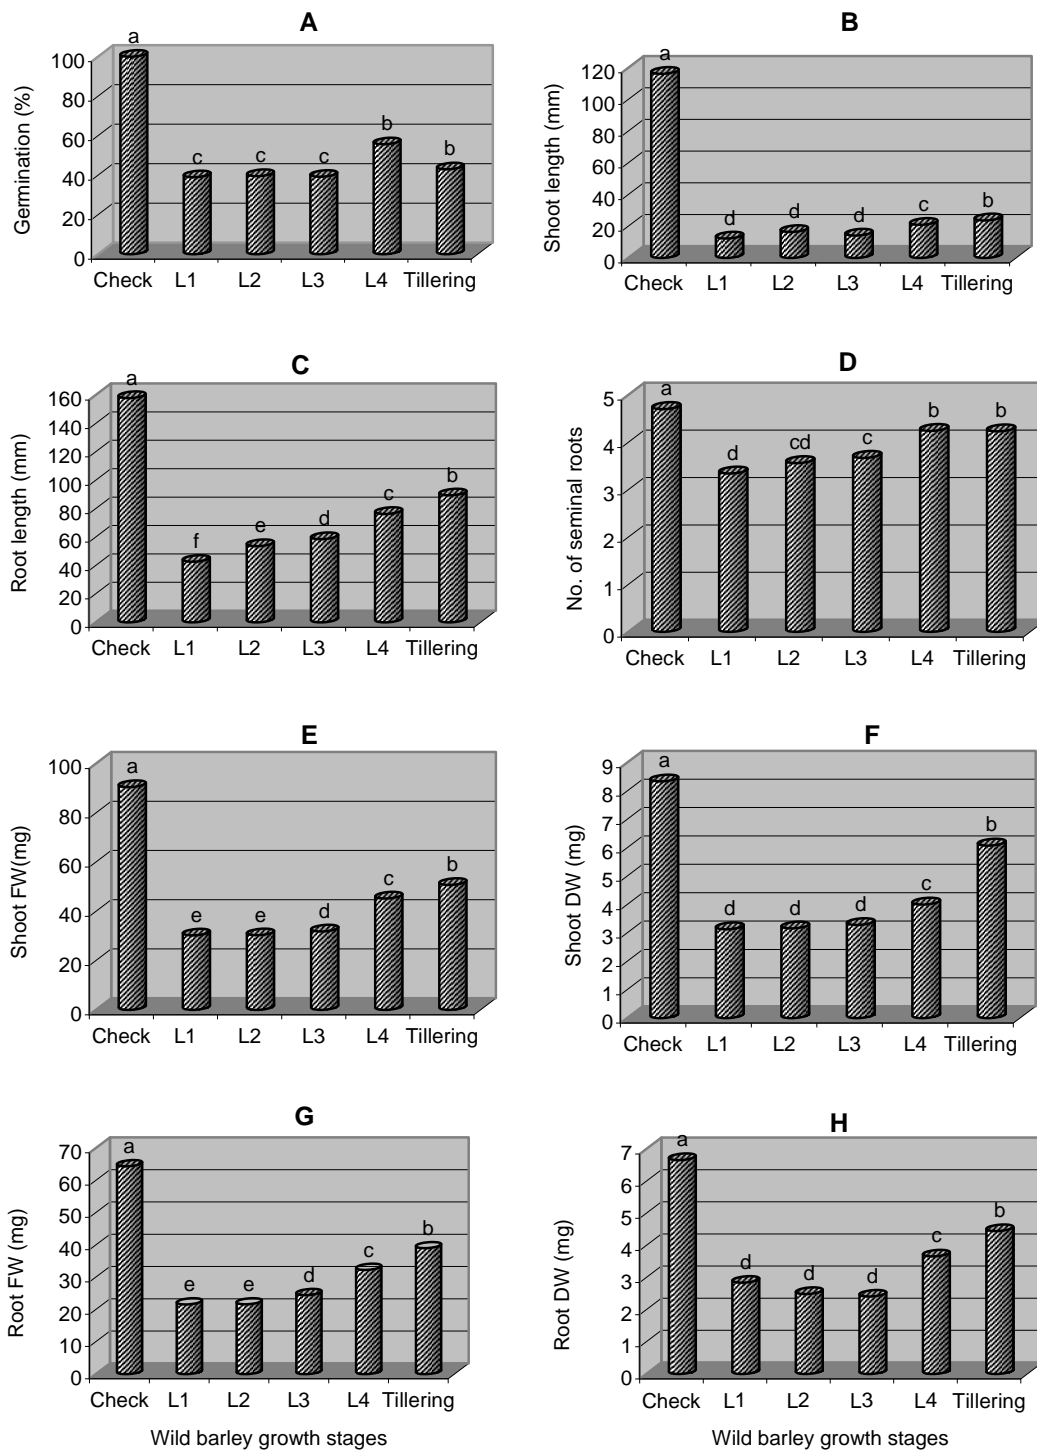 A
Germination (%)
100
80
60
40
20
0
a
c
c
c
b
b
Check L1 L2 L3 L4 Tillering
B
Shoot length (mm)
120
100
80
60
40
20
0
a
d
d
d
c
b
Check L1 L2 L3 L4 Tillering
C
Root length (mm)
160
140
120
100
80
60
40
20
0
a
f
e
d
c
b
Check L1 L2 L3 L4 Tillering
D
No. of seminal roots
5
4
3
2
1
0
a
d
cd
c
b
b
Check L1 L2 L3 L4 Tillering
E
Shoot FW(mg)
100
80
60
40
20
0
a
e
e
d
c
b
Check L1 L2 L3 L4 Tillering
F
Shoot DW (mg)
9
8
7
6
5
4
3
2
1
0
a
d
d
d
c
b
Check L1 L2 L3 L4 Tillering
G
Root FW (mg)
70
60
50
40
30
20
10
0
a
e
e
d
c
b
Check L1 L2 L3 L4 Tillering
Wild barley growth stages
H
Root DW (mg)
7
6
5
4
3
2
1
0
a
d
d
d
c
b
Check L1 L2 L3 L4 Tillering
Wild barley growth stages